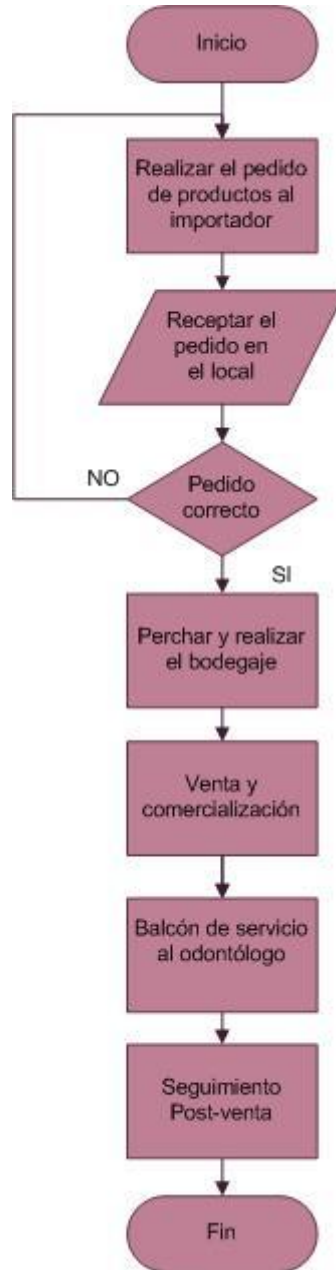 Inicio
Realizar el pedido
de productos al
importador
Receptar el
pedido en
el local
NO
Pedido
correcto
SI
Perchar y realizar
el bodegaje
Venta y
comercialización
Balcón de servicio
al odontólogo
Seguimiento
Post-venta
Fin